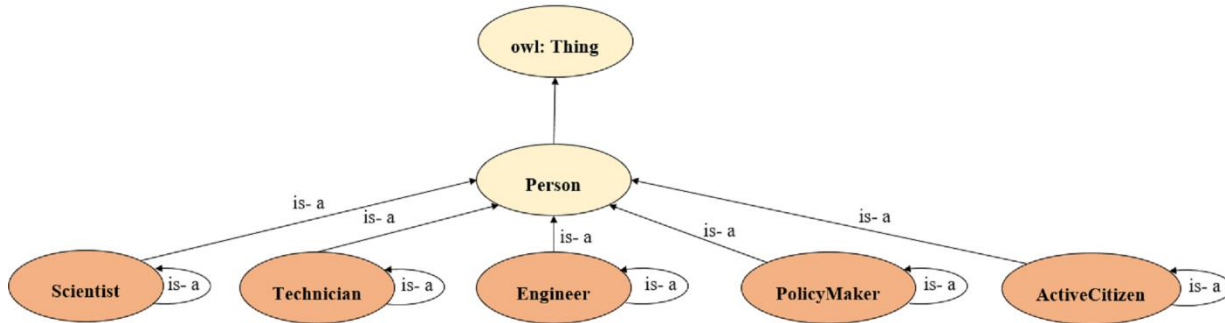 owl: Thing
Person
is- a
is- a
is- a
is- a
is- a
Scientist
is- a
Technician
is- a
Engineer
is- a
PolicyMaker
is- a
ActiveCitizen
is- a